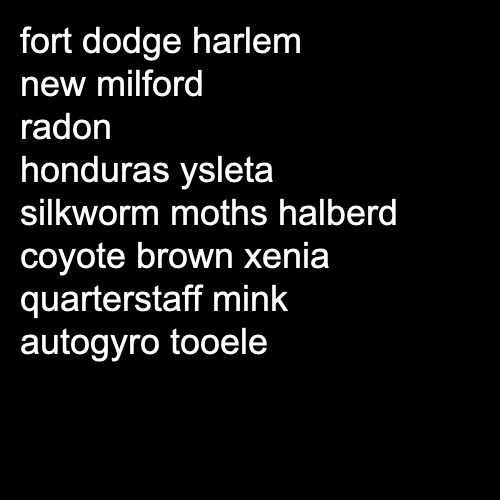 fort dodge harlem
new milford
radon
honduras ysleta
silkworm moths halberd
coyote brown xenia
quarterstaff mink
autogyro tooele